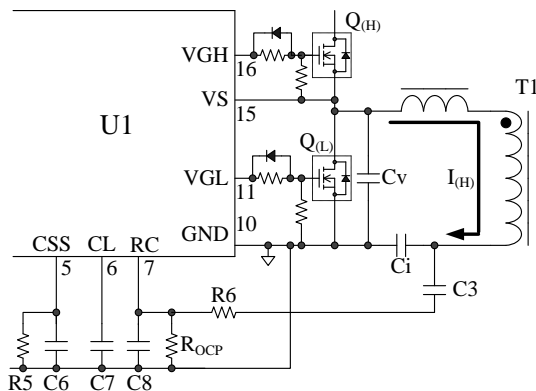 Q(H)
VGH
16
T1
VS
15
U1
Q(L)
VGL
11
Cv
I(H)
10
GND
CSS
CL
RC
Ci
5
6
7
C3
R6
ROCP
R5
C6
C7
C8